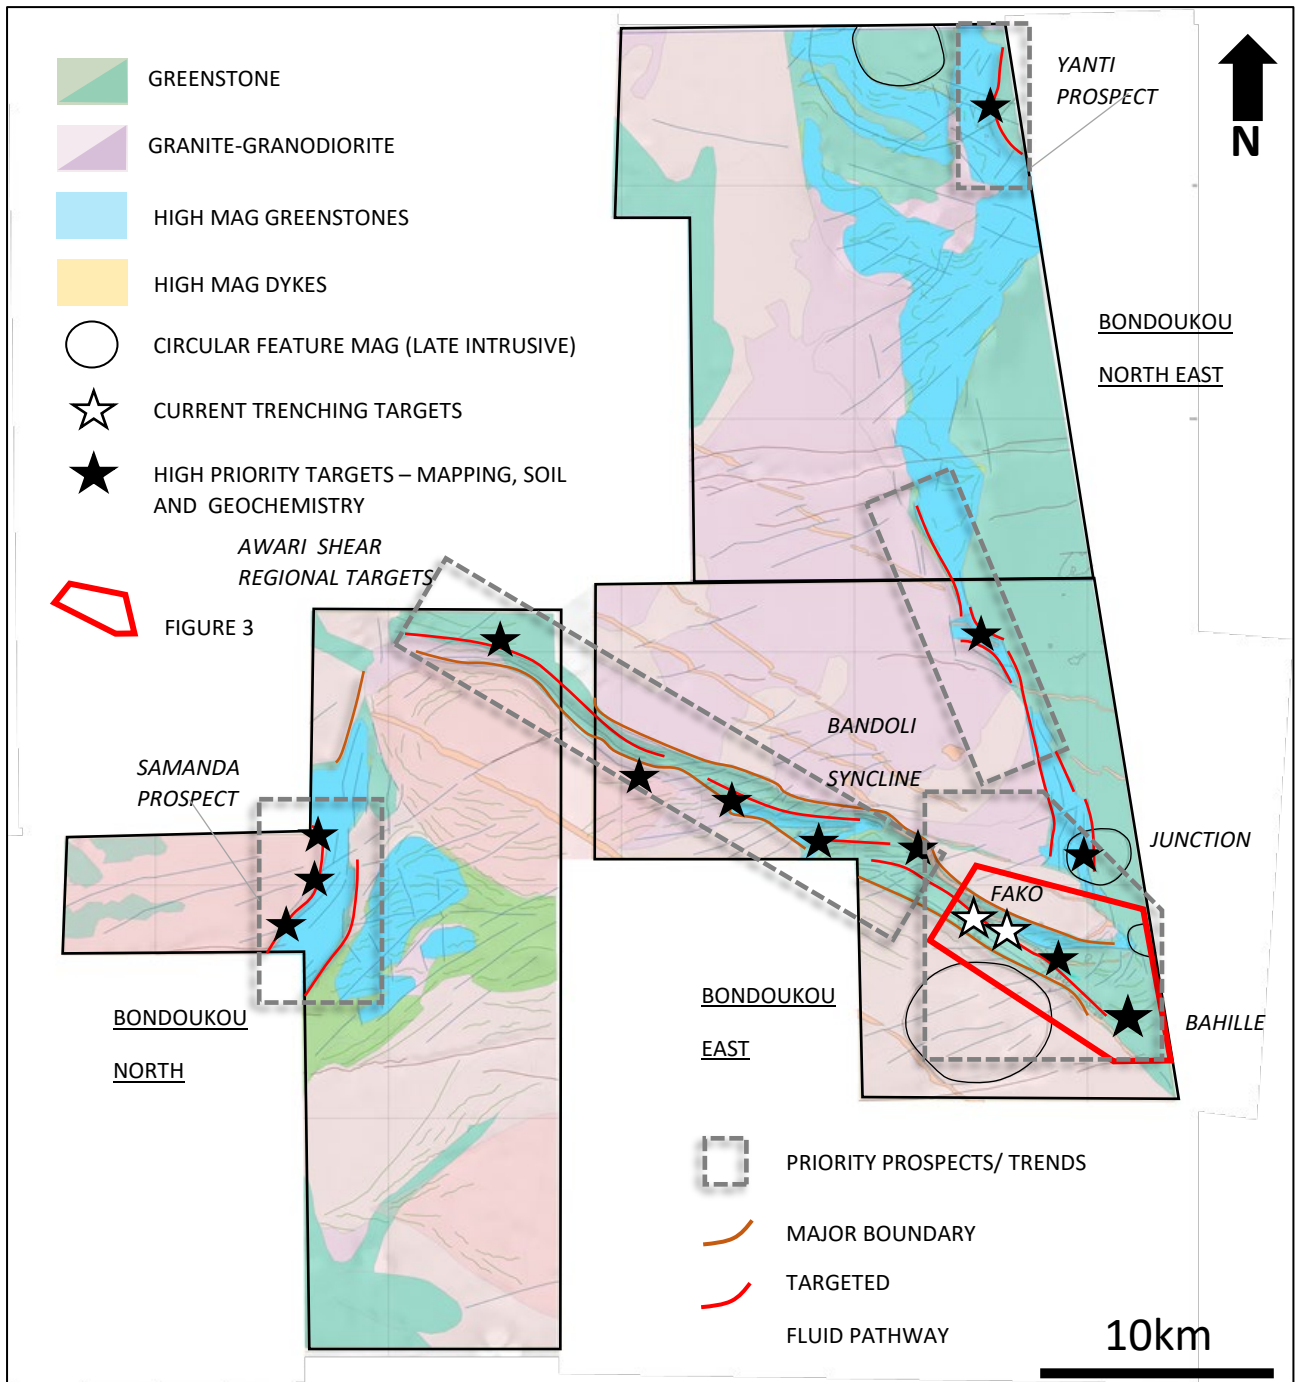 GREENSTONE
GRANITE-GRANODIORITE
HIGH MAG GREENSTONES
HIGH MAG DYKES
CIRCULAR FEATURE MAG (LATE INTRUSIVE)
CURRENT TRENCHING TARGETS
HIGH PRIORITY TARGETS – MAPPING, SOIL
AND GEOCHEMISTRY
FIGURE 3
YANTI
PROSPECT
N
BONDOUKOU
NORTH EAST
AWARI SHEAR
REGIONAL TARGETS
SAMANDA
PROSPECT
BANDOLI
SYNCLINE
JUNCTION
FAKO
BAHILLE
BONDOUKOU
NORTH
BONDOUKOU
EAST
PRIORITY PROSPECTS/ TRENDS
MAJOR BOUNDARY
TARGETED
FLUID PATHWAY
10km